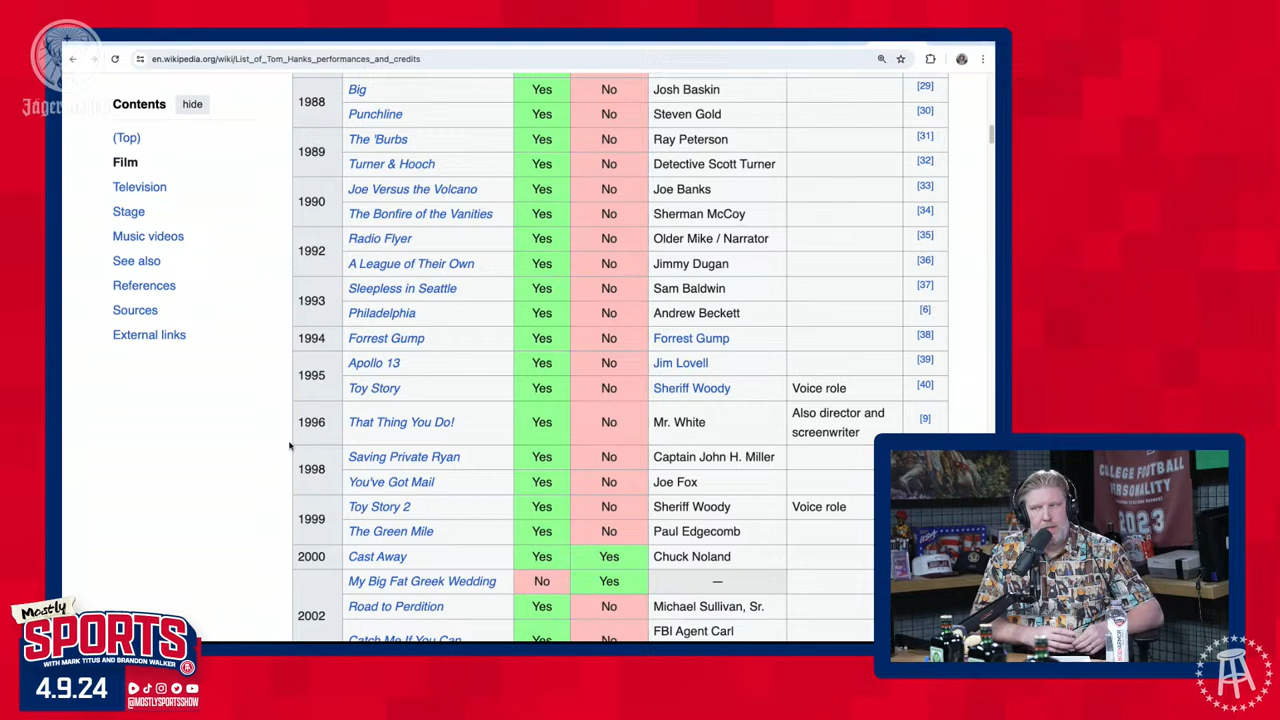 Jägermeister
en.wikipedia.org/wiki/List_of_Tom_Hanks_performances_and_credits
Contents hide
(Top)
Film
Television
Stage
Music videos
See also
References
Sources
External links
1988 Big Yes No Josh Baskin [29]
Punchline Yes No Steven Gold [30]
1989 The 'Burbs Yes No Ray Peterson [31]
Turner & Hooch Yes No Detective Scott Turner [32]
1990 Joe Versus the Volcano Yes No Joe Banks [33]
The Bonfire of the Vanities Yes No Sherman McCoy [34]
1992 Radio Flyer Yes No Older Mike / Narrator [35]
A League of Their Own Yes No Jimmy Dugan [36]
1993 Sleepless in Seattle Yes No Sam Baldwin [37]
Philadelphia Yes No Andrew Beckett [6]
1994 Forrest Gump Yes No Forrest Gump [38]
1995 Apollo 13 Yes No Jim Lovell [39]
Toy Story Yes No Sheriff Woody Voice role [40]
1996 That Thing You Do! Yes No Mr. White Also director and
screenwriter [9]
1998 Saving Private Ryan Yes No Captain John H. Miller
You've Got Mail Yes No Joe Fox
1999 Toy Story 2 Yes No Sheriff Woody Voice role
The Green Mile Yes No Paul Edgecomb
2000 Cast Away Yes Yes Chuck Noland
My Big Fat Greek Wedding No Yes —
2002 Road to Perdition Yes No Michael Sullivan, Sr.
Catch Me If You Can Yes No FBI Agent Carl
COLLEGE FOOTBALL
PERSONALITY
2023
USA
BODYARMOR
Mostly
SPORTS
WITH MARK TITUS AND BRANDON WALKER
4.9.24
@MOSTLYSPORTSSHOW